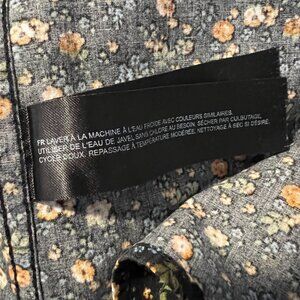 FR LAVER À LA MACHINE À L'EAU FROIDE AVEC COULEURS SIMILAIRES.
UTILISER DE L'EAU DE JAVEL SANS CHLORE AU BESOIN. SÉCHER PAR CULBUTAGE,
CYCLE DOUX. REPASSAGE À TEMPÉRATURE MODÉRÉE. NETTOYAGE À SEC SI DÉSIRÉ.